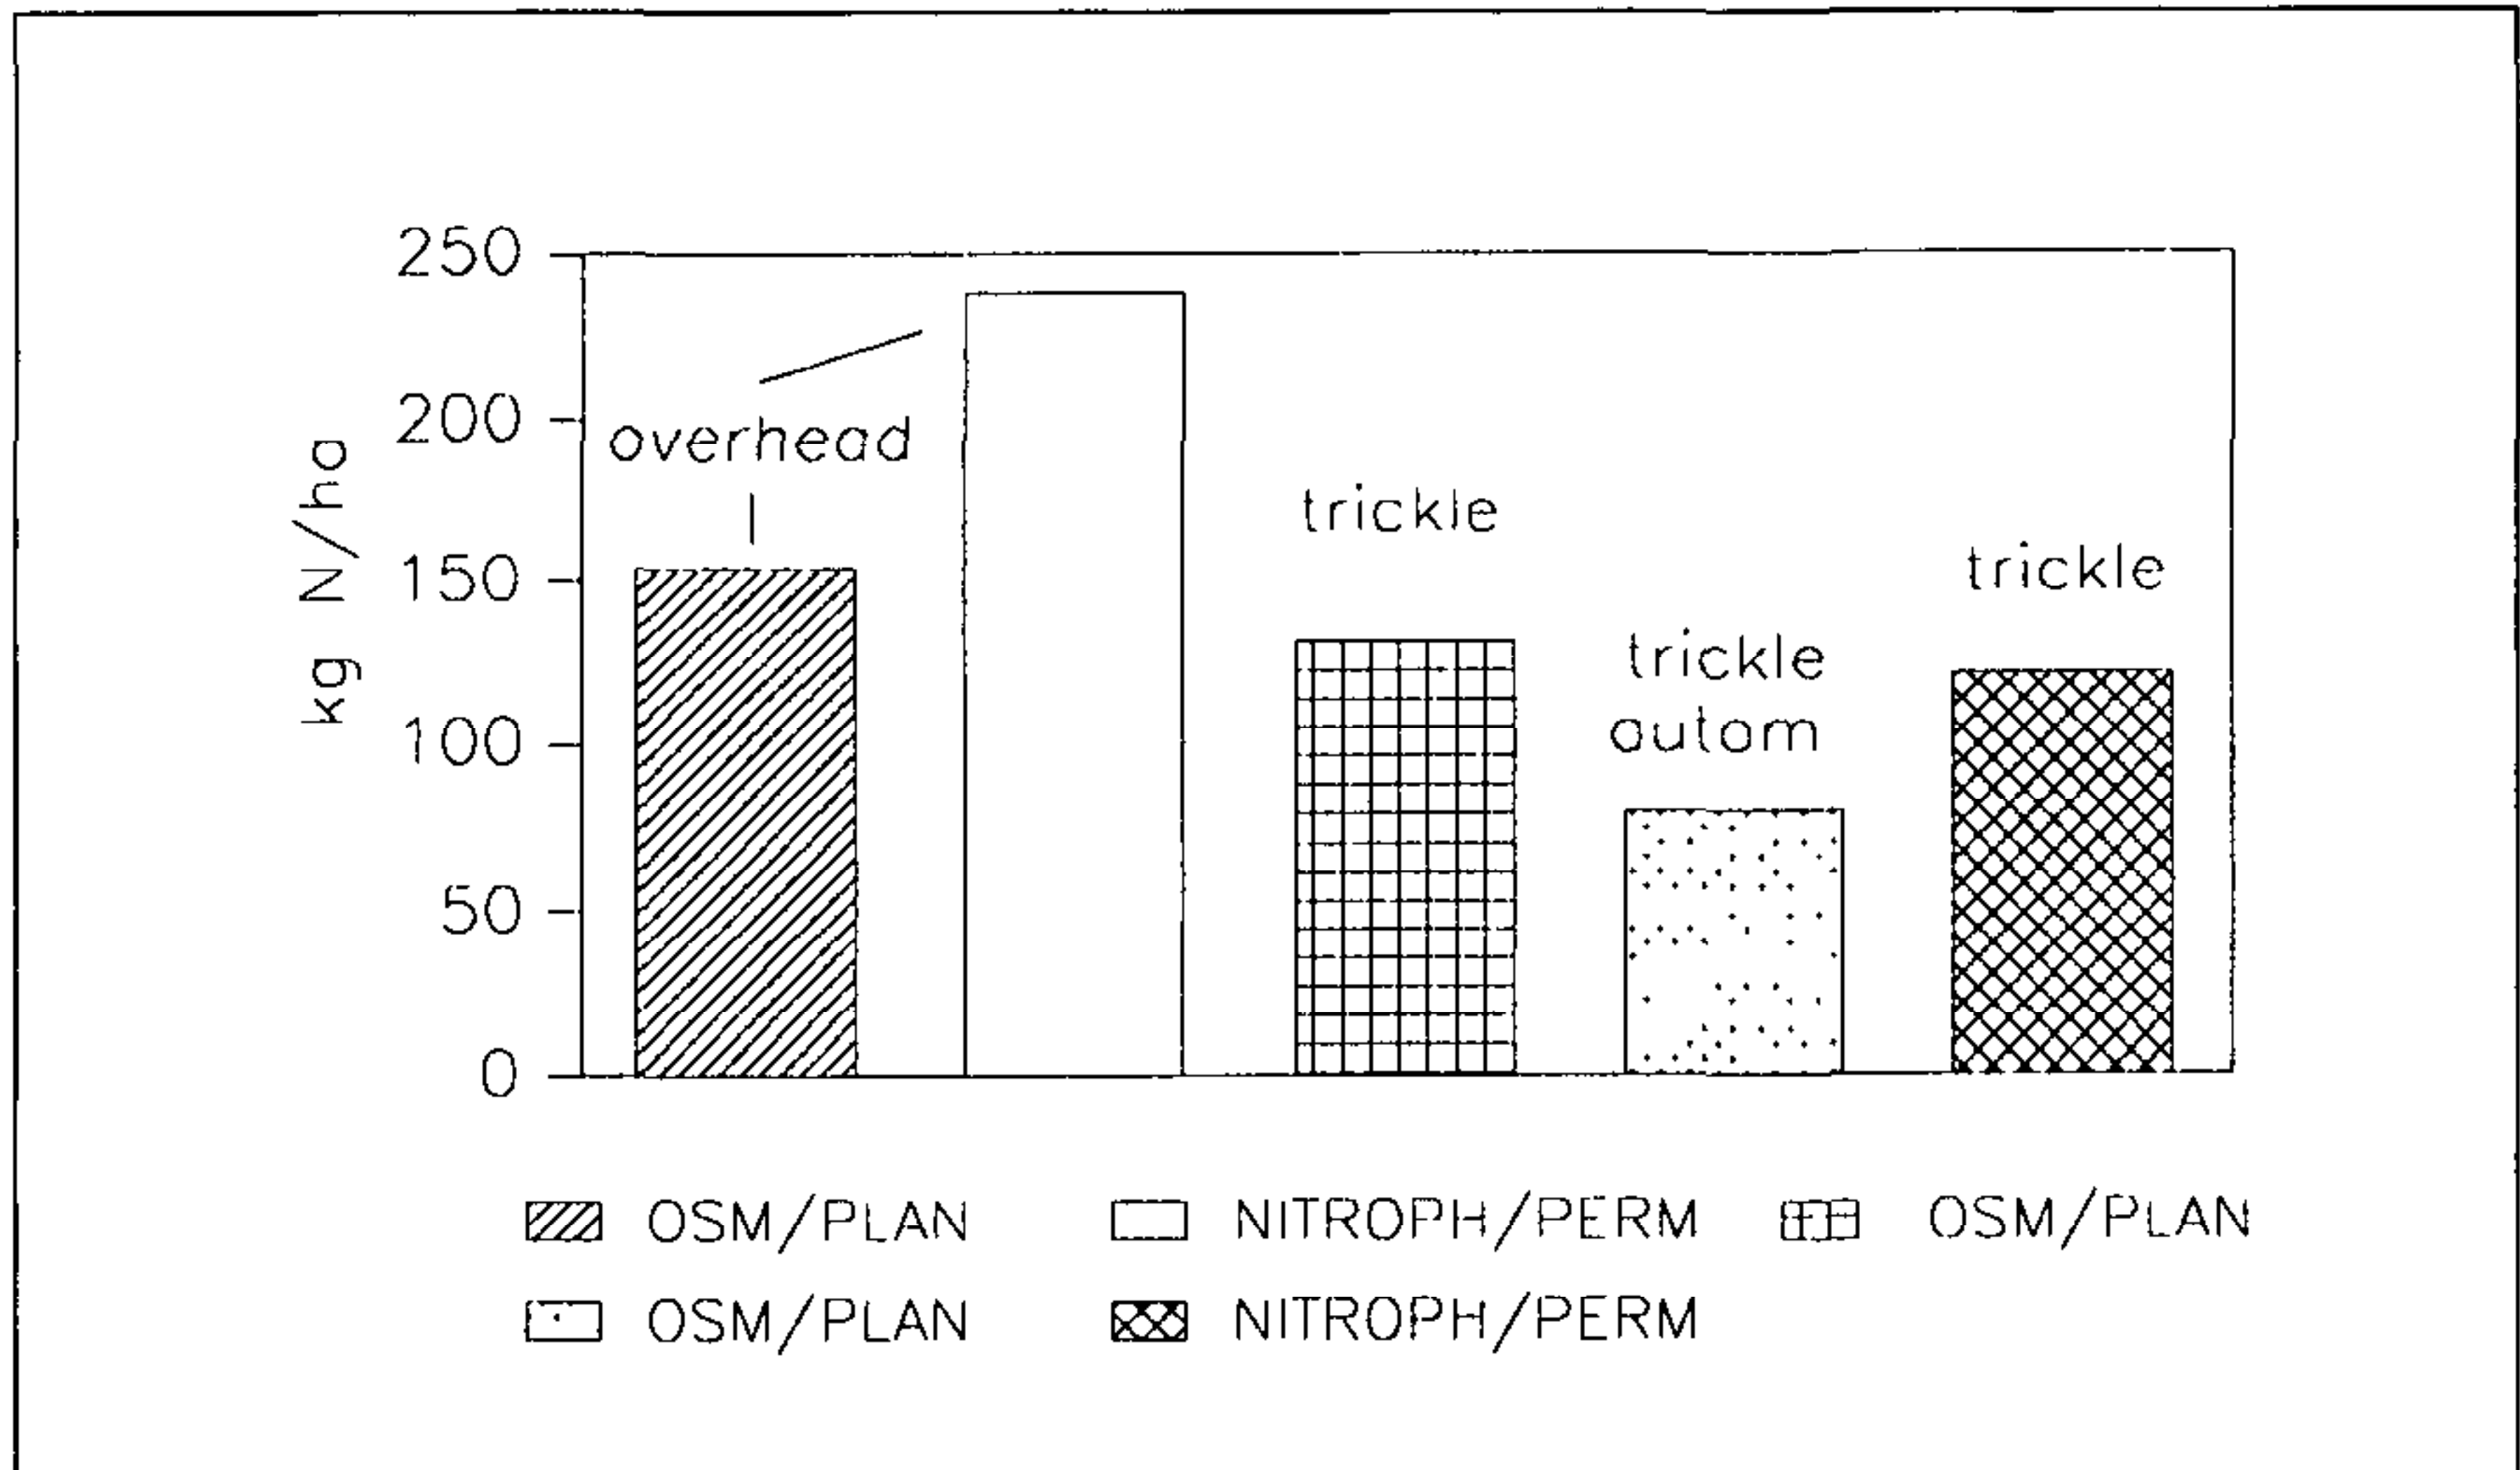 250
200
150
100
50
0
kg N/ha
overhead
trickle
trickle
autom
trickle
OSM/PLAN NITROPH/PERM OSM/PLAN
OSM/PLAN NITROPH/PERM